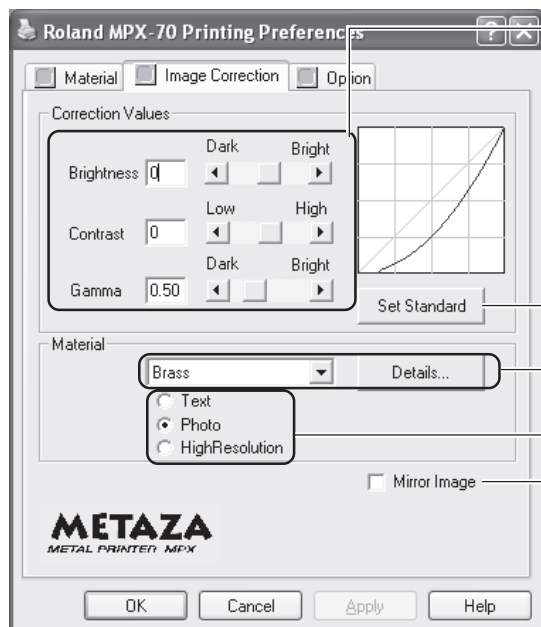 Roland MPX-70 Printing Preferences
Material Image Correction Option
Correction Values
Dark Bright
Brightness 0
Low High
Contrast 0
Dark Bright
Gamma 0.50
Set Standard
Material
Brass Details...
Text
Photo
HighResolution
Mirror Image
METAZA
METAL PRINTER MPX
OK Cancel Apply Help